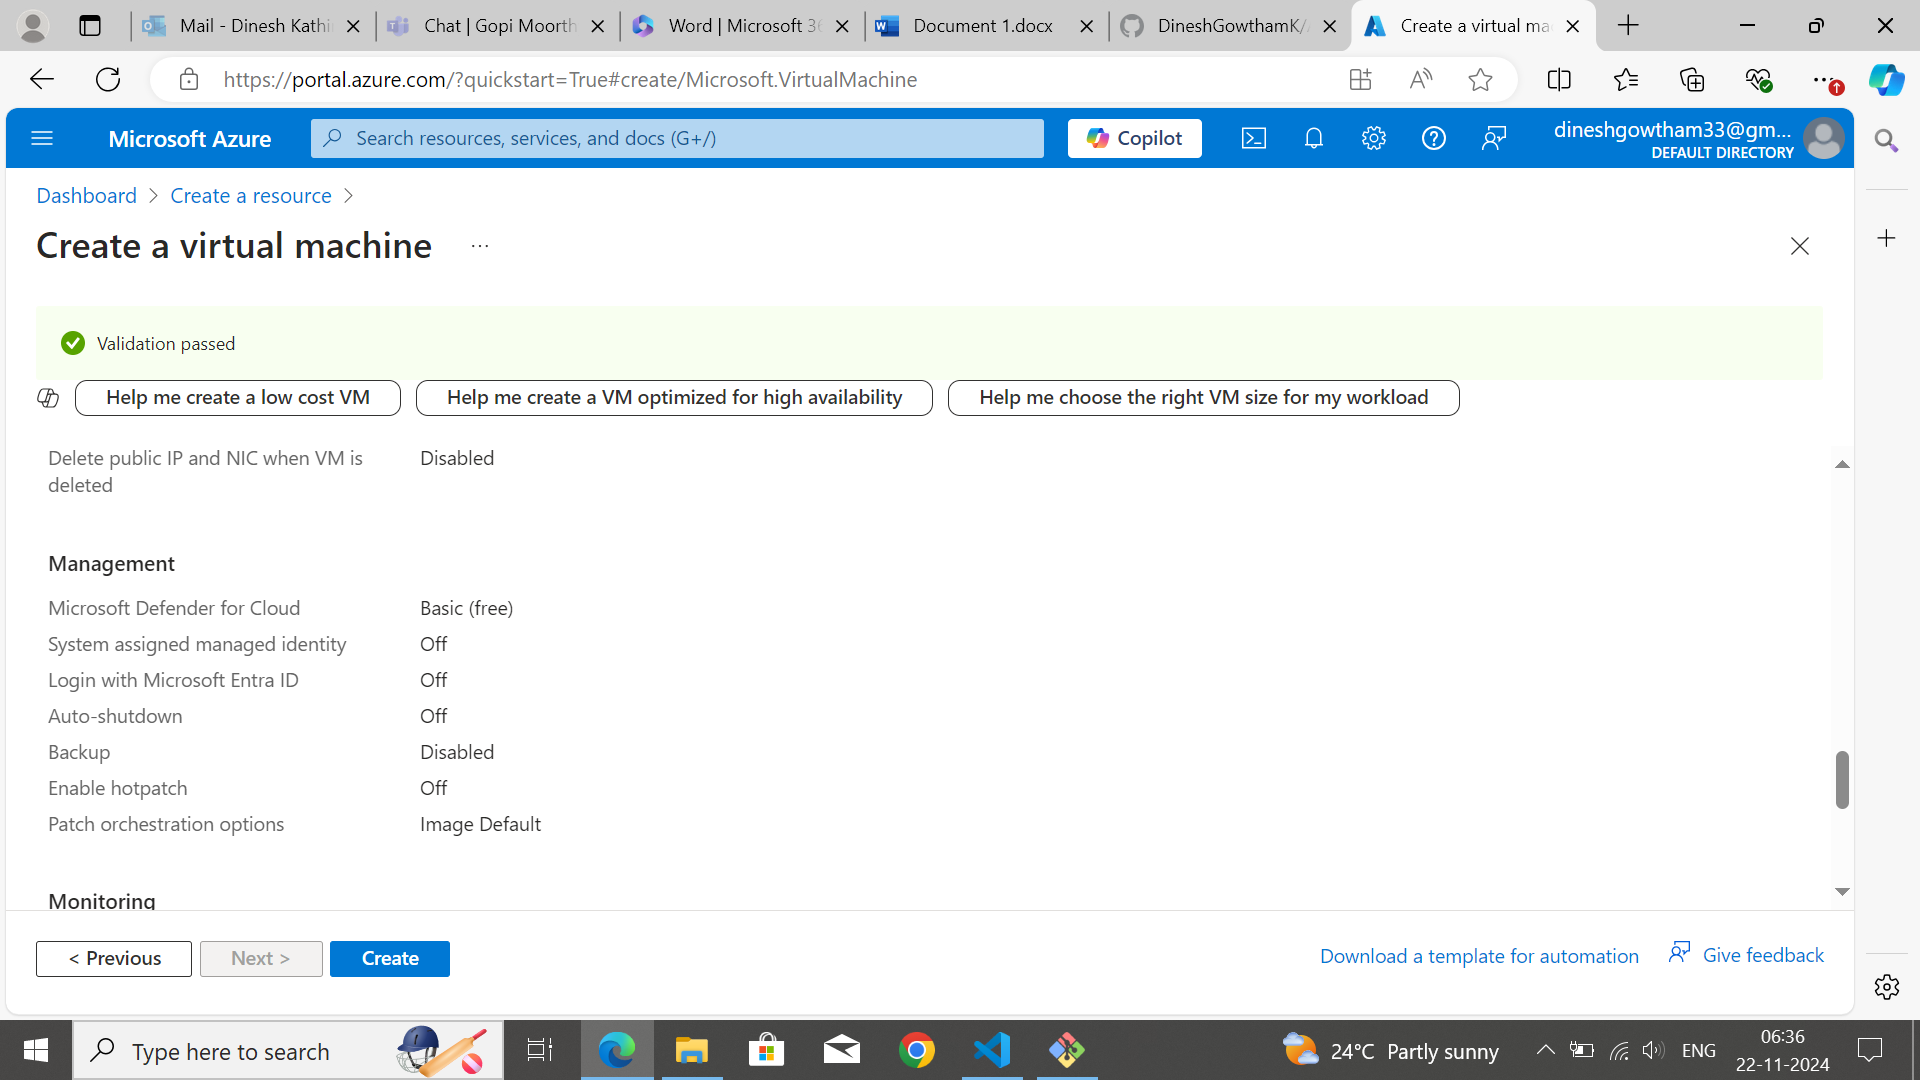 Mail - Dinesh Kathi
Chat | Gopi Moorth
Word | Microsoft 36
Document 1.docx
DineshGowthamK/
Create a virtual ma
https://portal.azure.com/?quickstart=True#create/Microsoft.VirtualMachine
Microsoft Azure
Search resources, services, and docs (G+/)
Copilot
dineshgowtham33@gm...
DEFAULT DIRECTORY
Dashboard
Create a resource
Create a virtual machine
...
Validation passed
Help me create a low cost VM
Help me create a VM optimized for high availability
Help me choose the right VM size for my workload
Delete public IP and NIC when VM is deleted
Disabled
Management
Microsoft Defender for Cloud
Basic (free)
System assigned managed identity
Off
Login with Microsoft Entra ID
Off
Auto-shutdown
Off
Backup
Disabled
Enable hotpatch
Off
Patch orchestration options
Image Default
Monitoring
< Previous
Next >
Create
Download a template for automation
Give feedback
Type here to search
24°C Partly sunny
ENG
06:36
22-11-2024